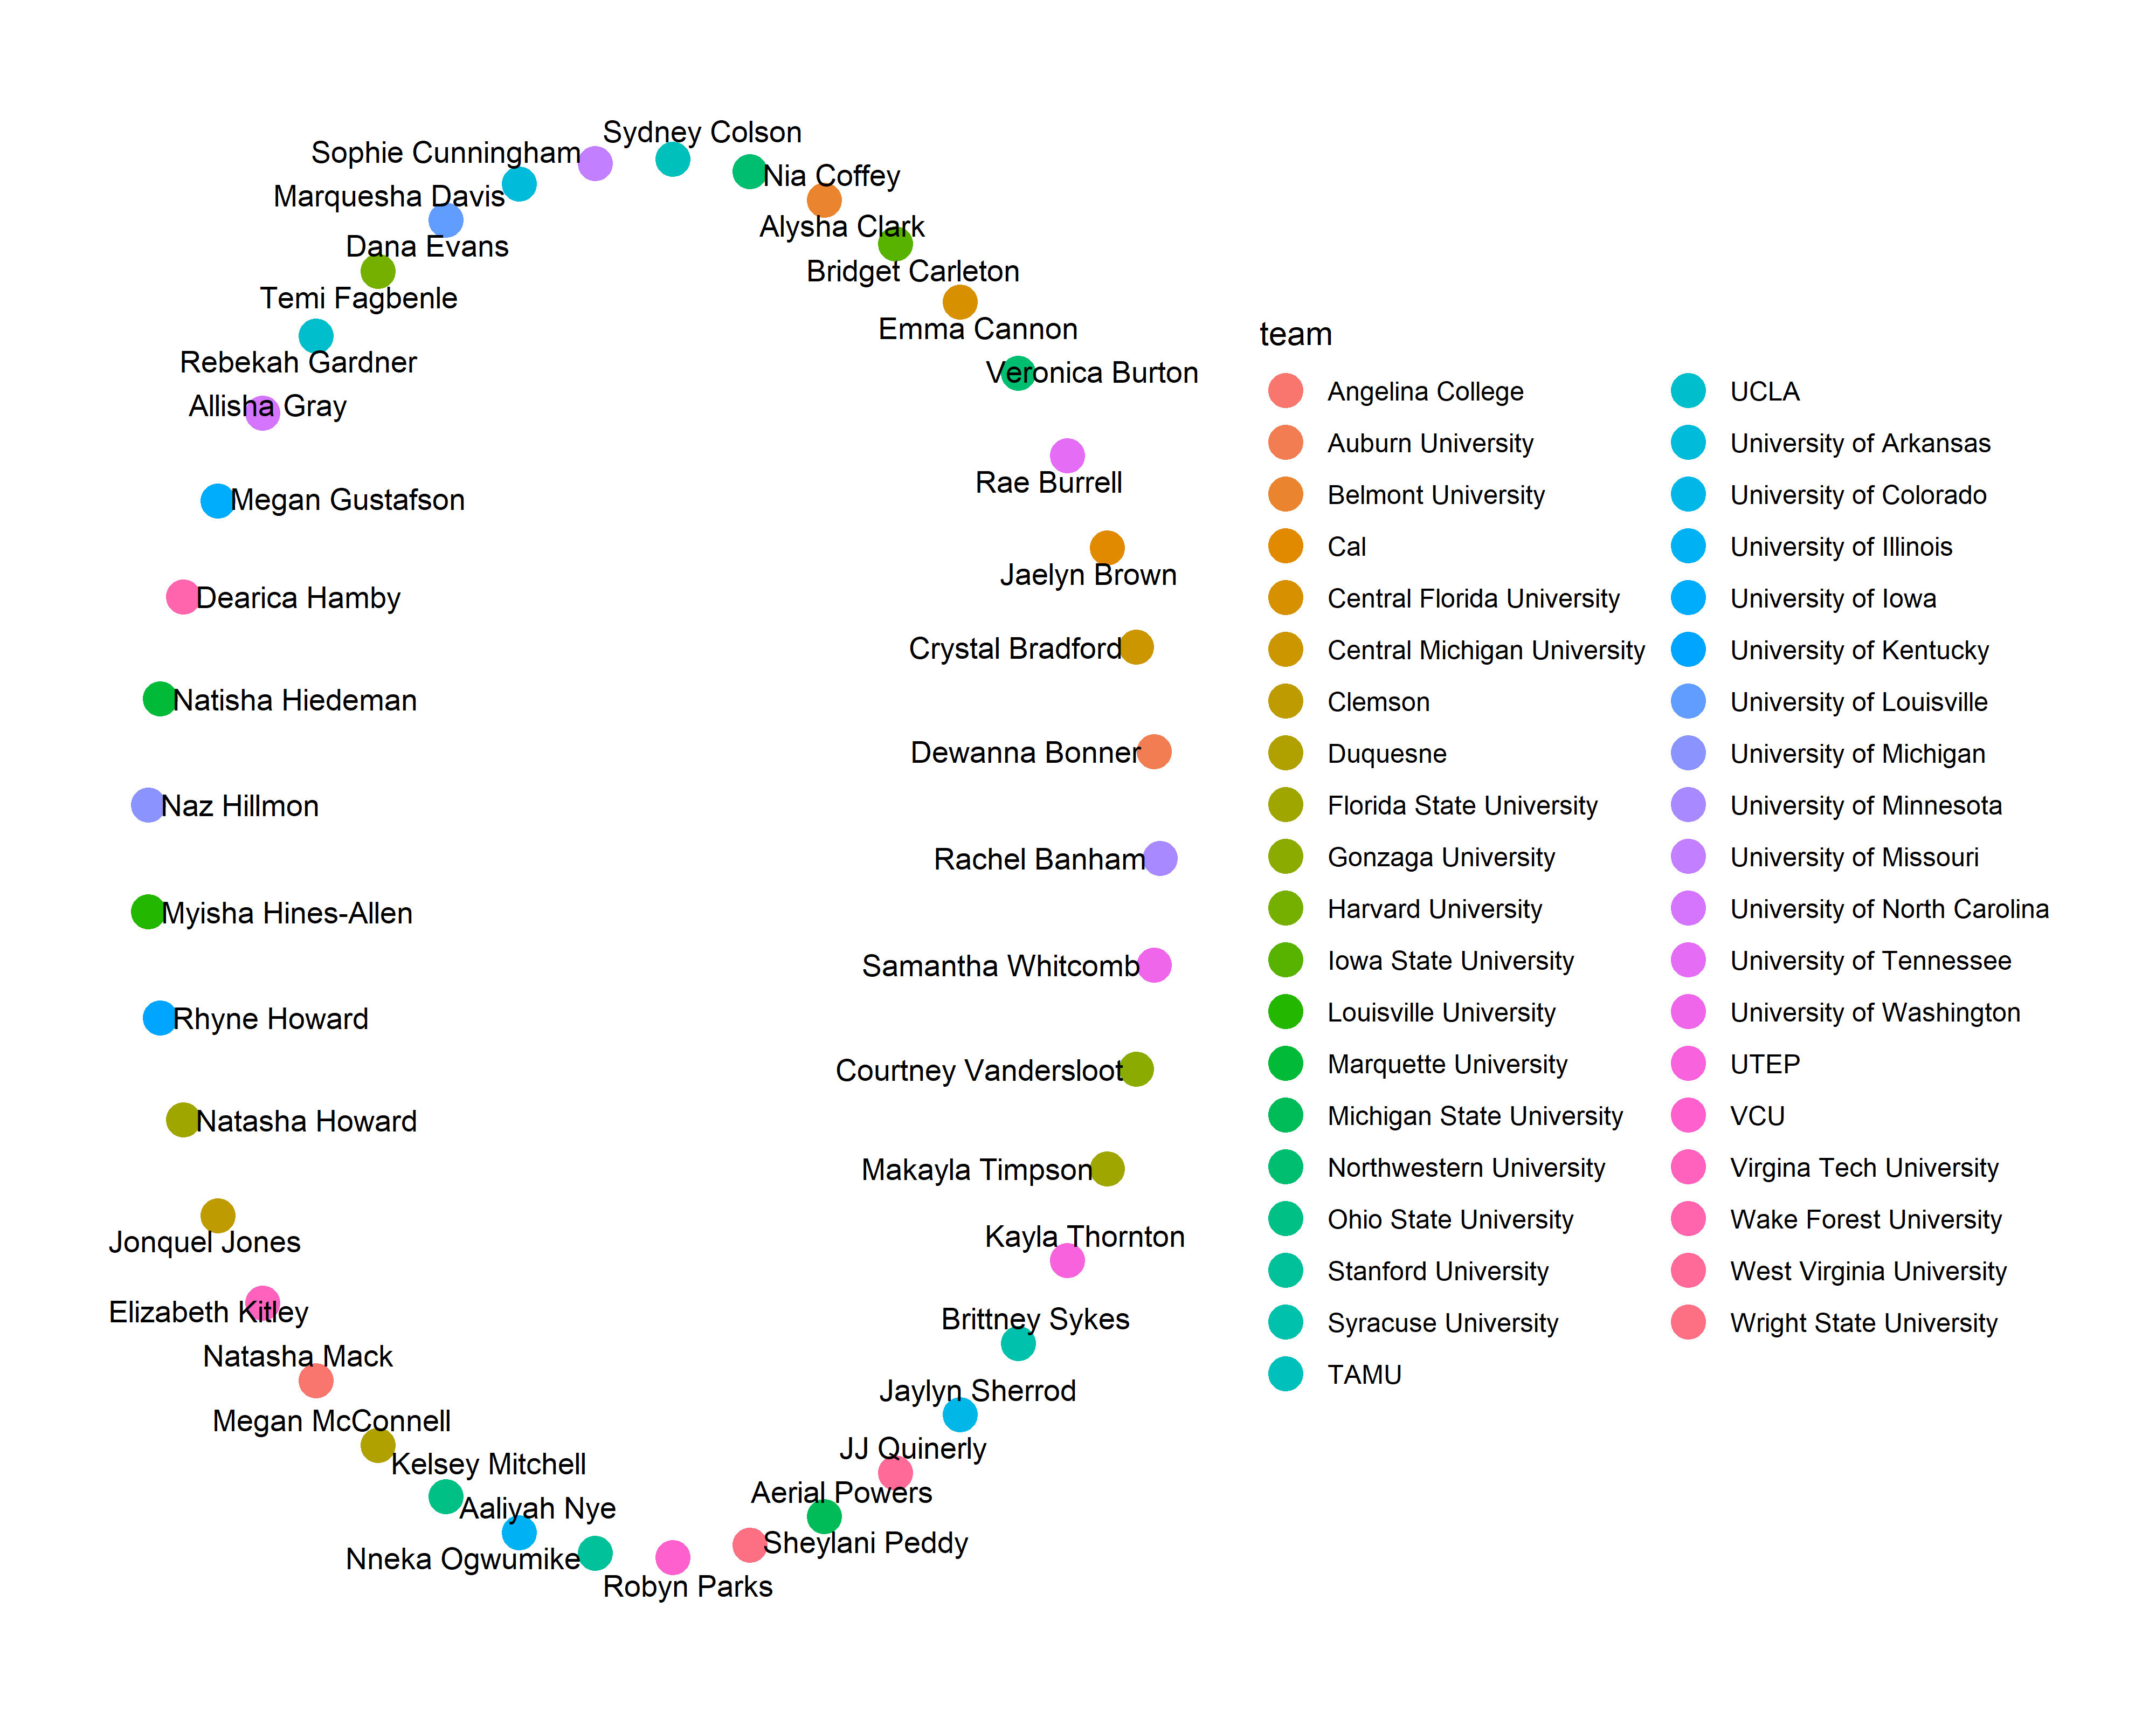 Sydney Colson
Sophie Cunningham
Nia Coffey
Marquesha Davis
Alysha Clark
Dana Evans
Bridget Carleton
Temi Fagbenle
Emma Cannon
Rebekah Gardner
Veronica Burton
Allisha Gray
Rae Burrell
Megan Gustafson
Jaelyn Brown
Dearica Hamby
Crystal Bradford
Natisha Hiedeman
Dewanna Bonner
Naz Hillmon
Rachel Banham
Myisha Hines-Allen
Samantha Whitcomb
Rhyne Howard
Courtney Vandersloot
Natasha Howard
Makayla Timpson
Jonquel Jones
Kayla Thornton
Elizabeth Kitley
Brittney Sykes
Natasha Mack
Jaylyn Sherrod
Megan McConnell
JJ Quinerly
Kelsey Mitchell
Aerial Powers
Aaliyah Nye
Sheylani Peddy
Nneka Ogwumike
Robyn Parks
team
Angelina College
Auburn University
Belmont University
Cal
Central Florida University
Central Michigan University
Clemson
Duquesne
Florida State University
Gonzaga University
Harvard University
Iowa State University
Louisville University
Marquette University
Michigan State University
Northwestern University
Ohio State University
Stanford University
Syracuse University
TAMU
UCLA
University of Arkansas
University of Colorado
University of Illinois
University of Iowa
University of Kentucky
University of Louisville
University of Michigan
University of Minnesota
University of Missouri
University of North Carolina
University of Tennessee
University of Washington
UTEP
VCU
Virgina Tech University
Wake Forest University
West Virginia University
Wright State University